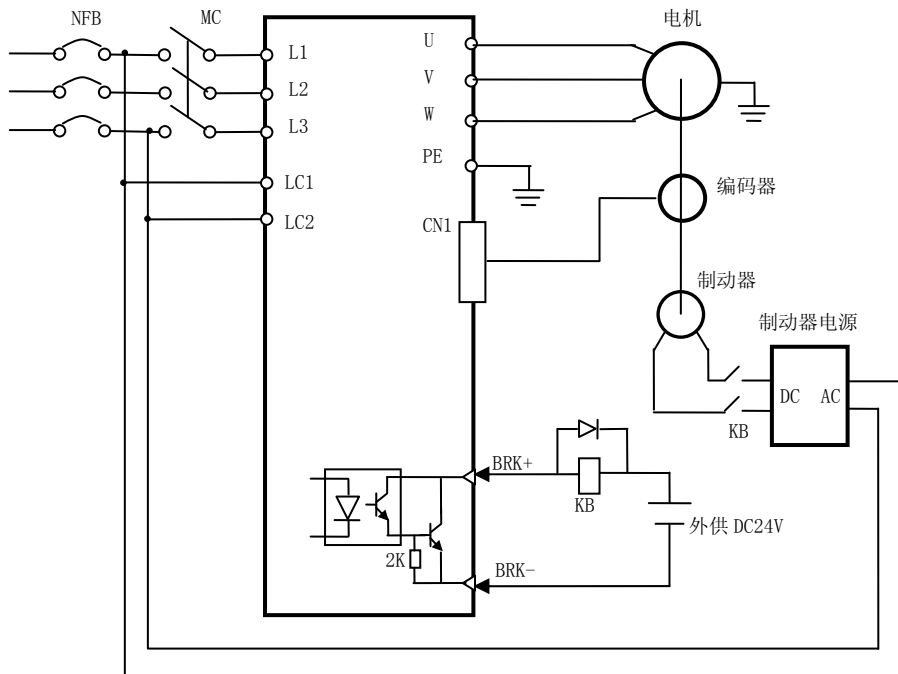 NFB
MC
电机
L1
U
L2
V
L3
W
PE
LC1
编码器
LC2
CN1
制动器
制动器电源
DC
AC
KB
BRK+
KB
外供 DC24V
2K
BRK-